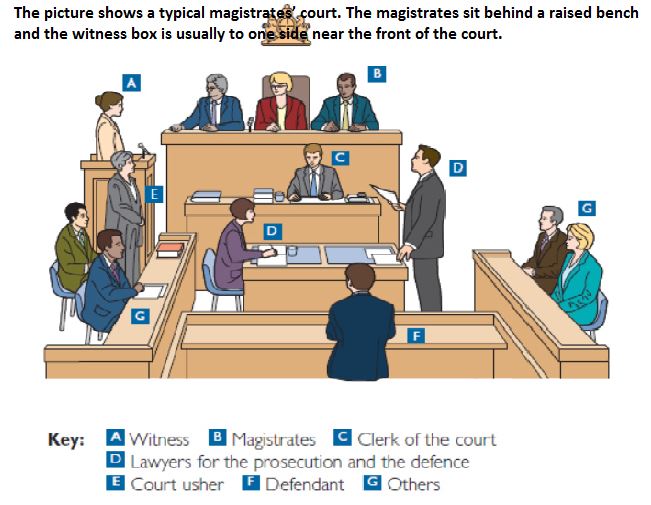 The picture shows a typical magistrates' court. The magistrates sit behind a raised bench
and the witness box is usually to one side near the front of the court.
A
B
C
D
E
D
G
G
F
Key: A Witness B Magistrates C Clerk of the court
D Lawyers for the prosecution and the defence
E Court usher F Defendant G Others